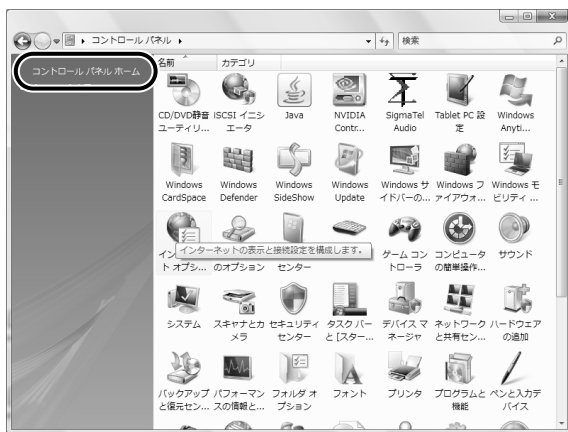 コントロール パネル
検索
コントロール パネル ホーム
名前 カテゴリ
CD/DVD静音 iSCSI イニシ Java NVIDIA SigmaTel Tablet PC 設 Windows
ユーティリ... エータ Contr... Audio 定 Anyti...
Windows Windows Windows Windows Windows サ Windows フ Windows モ
CardSpace Defender SideShow Update イドバーの... ァイアウォ... ビリティ ...
インターネットの表示と接続設定を構成します。
ゲーム コン コンピュータ サウンド
ト オプシ... のオプション センター トローラ の簡単操作...
システム スキャナとカ セキュリティ タスク バー デバイス マ ネットワーク ハードウェア
メラ センター と [スター... ネージャ と共有セン... の追加
バックアップ パフォーマン フォルダ オ フォント プリンタ プログラムと ペンと入力デ
と復元セン... スの情報と... プション 機能 バイス